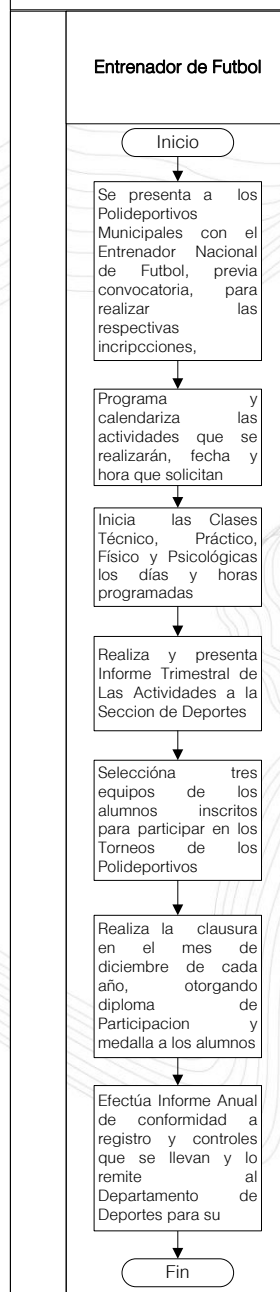 Entrenador de Futbol
Inicio
Se presenta a los
Polideportivos
Municipales con el
Entrenador Nacional
de Futbol, previa
convocatoria, para
realizar las
respectivas
incripcciones,
Programa y
calendariza las
actividades que se
realizarán, fecha y
hora que solicitan
Inicia las Clases
Técnico, Práctico,
Físico y Psicológicas
los días y horas
programadas
Realiza y presenta
Informe Trimestral de
Las Actividades a la
Seccion de Deportes
Seleccióna tres
equipos de los
alumnos inscritos
para participar en los
Torneos de los
Polideportivos
Realiza la clausura
en el mes de
diciembre de cada
año, otorgando
diploma de
Participacion y
medalla a los alumnos
Efectúa Informe Anual
de conformidad a
registro y controles
que se llevan y lo
remite al
Departamento de
Deportes para su
Fin